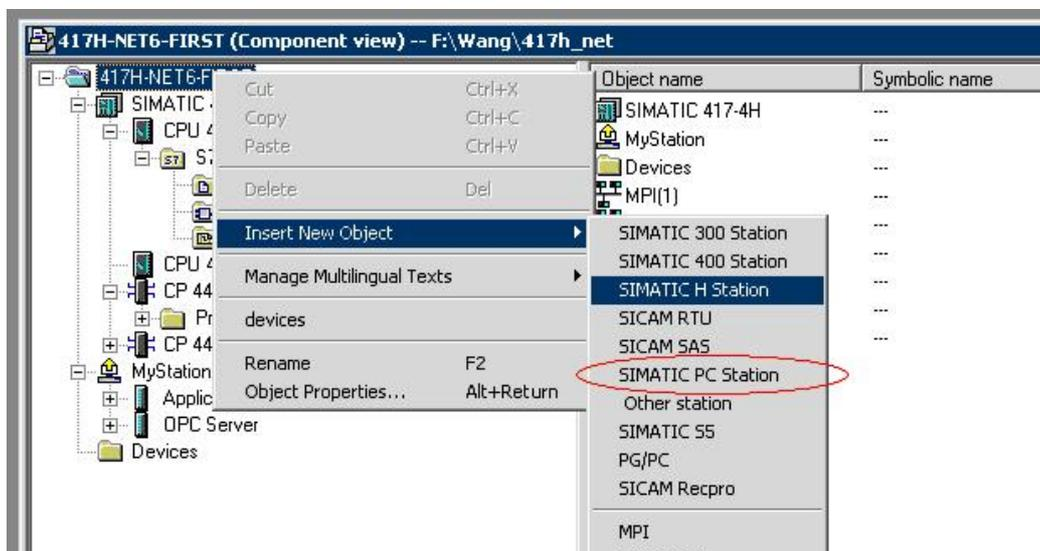 417H-NET6-FIRST (Component view) -- F:\Wang\417h_net
417H-NET6-FIRST
SIMATIC
CPU 4
S7
CPU 4
CP 44
CP 44
MyStation
OPC Server
Devices
Cut Ctrl+X
Copy Ctrl+C
Paste Ctrl+V
Delete Del
Insert New Object
Manage Multilingual Texts
devices
Rename F2
Object Properties... Alt+Return
Object name Symbolic name
SIMATIC 417-4H ---
MyStation ---
Devices ---
MPI(1) ---
---
---
---
---
---
SIMATIC 300 Station
SIMATIC 400 Station
SIMATIC H Station
SICAM RTU
SICAM SAS
SIMATIC PC Station
Other station
SIMATIC S5
PG/PC
SICAM Recpro
MPI